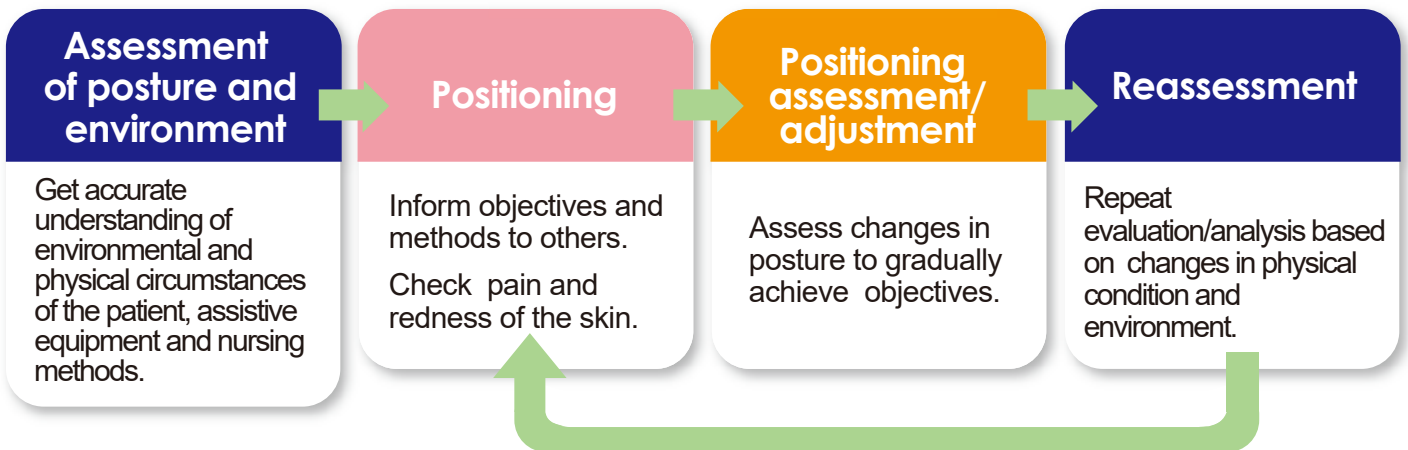 Assessment
of posture and
environment
Get accurate
understanding of
environmental and
physical circumstances
of the patient, assistive
equipment and nursing
methods.
Positioning
Inform objectives and
methods to others.
Check pain and
redness of the skin.
Positioning
assessment/
adjustment
Assess changes in
posture to gradually
achieve objectives.
Reassessment
Repeat
evaluation/analysis based
on changes in physical
condition and
environment.